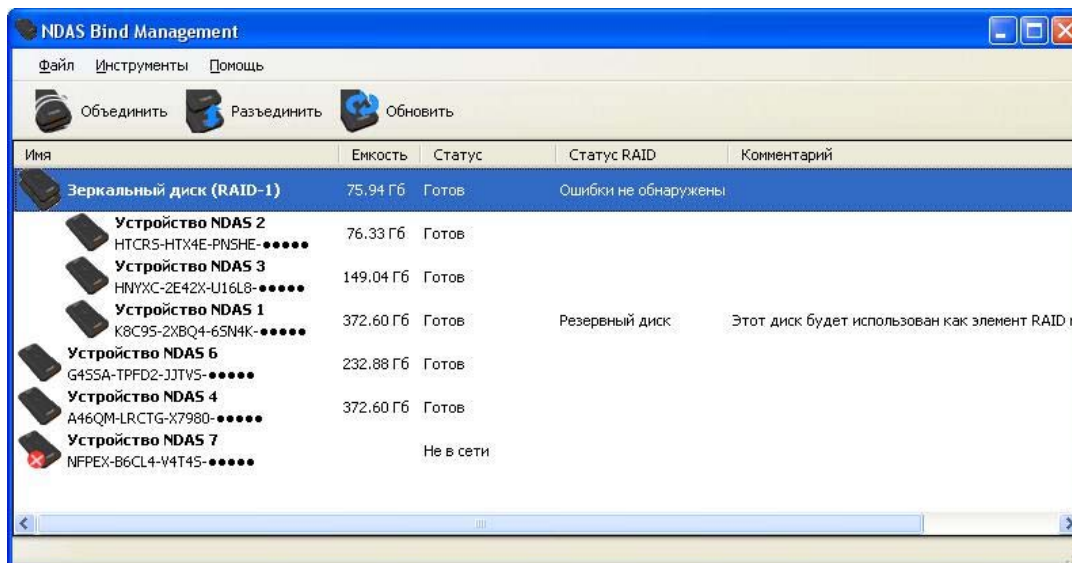 NDAS Bind Management
Файл Инструменты Помощь
Объединить Разъединить Обновить
Имя Емкость Статус Статус RAID Комментарий
Зеркальный диск (RAID-1) 75.94 Гб Готов Ошибки не обнаружены
Устройство NDAS 2
HTCRS-HTX4E-PNSHE-●●●●● 76.33 Гб Готов
Устройство NDAS 3
HNYXC-2E42X-U16L8-●●●●● 149.04 Гб Готов
Устройство NDAS 1
K8C9S-2XBQ4-6SN4K-●●●●● 372.60 Гб Готов Резервный диск Этот диск будет использован как элемент RAID
Устройство NDAS 6
G4SSA-TPFD2-JJTVS-●●●●● 232.88 Гб Готов
Устройство NDAS 4
A46QM-LRCTG-X7980-●●●●● 372.60 Гб Готов
Устройство NDAS 7
NFPEX-B6CL4-V4T4S-●●●●● Не в сети